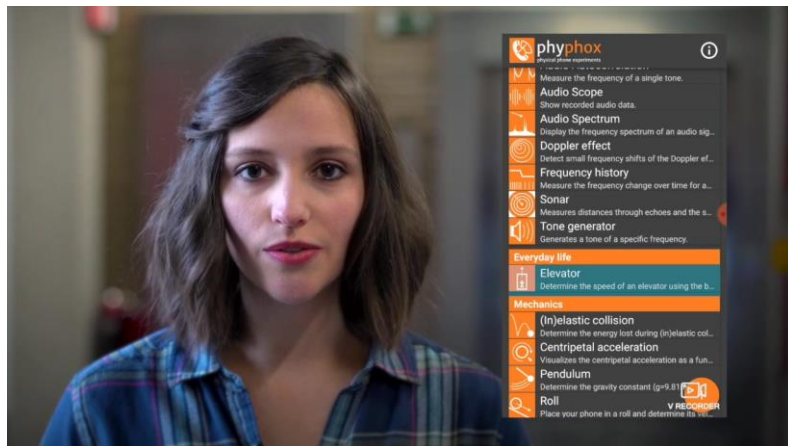 phyphox
physical phone experiments
Audio Autocorrelation
Measure the frequency of a single tone.
Audio Scope
Show recorded audio data.
Audio Spectrum
Display the frequency spectrum of an audio sig...
Doppler effect
Detect small frequency shifts of the Doppler ef...
Frequency history
Measure the frequency change over time for a...
Sonar
Measures distances through echoes and the s...
Tone generator
Generates a tone of a specific frequency.
Everyday life
Elevator
Determine the speed of an elevator using the b...
Mechanics
(In)elastic collision
Determine the energy lost during (in)elastic col...
Centripetal acceleration
Visualizes the centripetal acceleration as a fun...
Pendulum
Determine the gravity constant (g=9.81
V RECORDER
Roll
Place your phone in a roll and determine its vel...